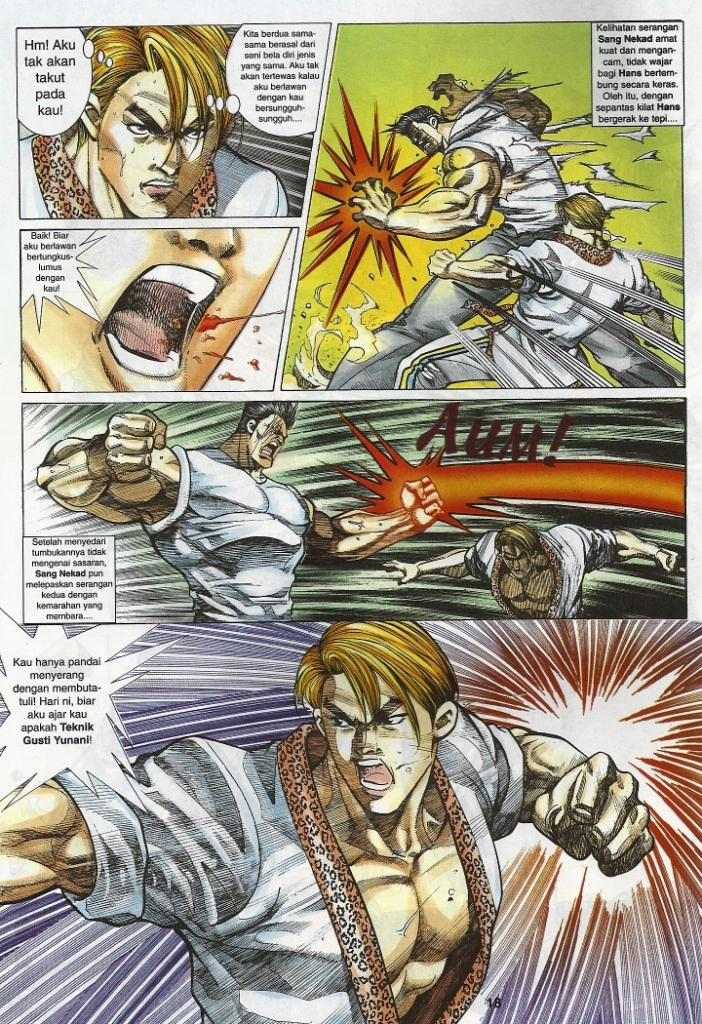 Hm! Aku
tak akan
takut
pada
kau!
Kita berdua sama-
sama berasal dari
seni bela diri jenis
yang sama. Aku tak
akan tertewas kalau
aku berlawan
dengan kau
bersungguh-
sungguh....
Kelihatan serangan
Sang Nekad amat
kuat dan mengan-
cam, tidak wajar
bagi Hans bertem-
bung secara keras.
Oleh itu, dengan
sepantas kilat Hans
bergerak ke tepi....
Baik! Biar
aku berlawan
bertungkus-
lumus
dengan
kau!
AUM!
Setelah menyedari
tumbukannya tidak
mengenai sasaran,
Sang Nekad pun
melepaskan serangan
kedua dengan
kemarahan yang
membara....
Kau hanya pandai
menyerang
dengan membuta-
tuli! Hari ni, biar
aku ajar kau
apakah Teknik
Gusti Yunani!
18